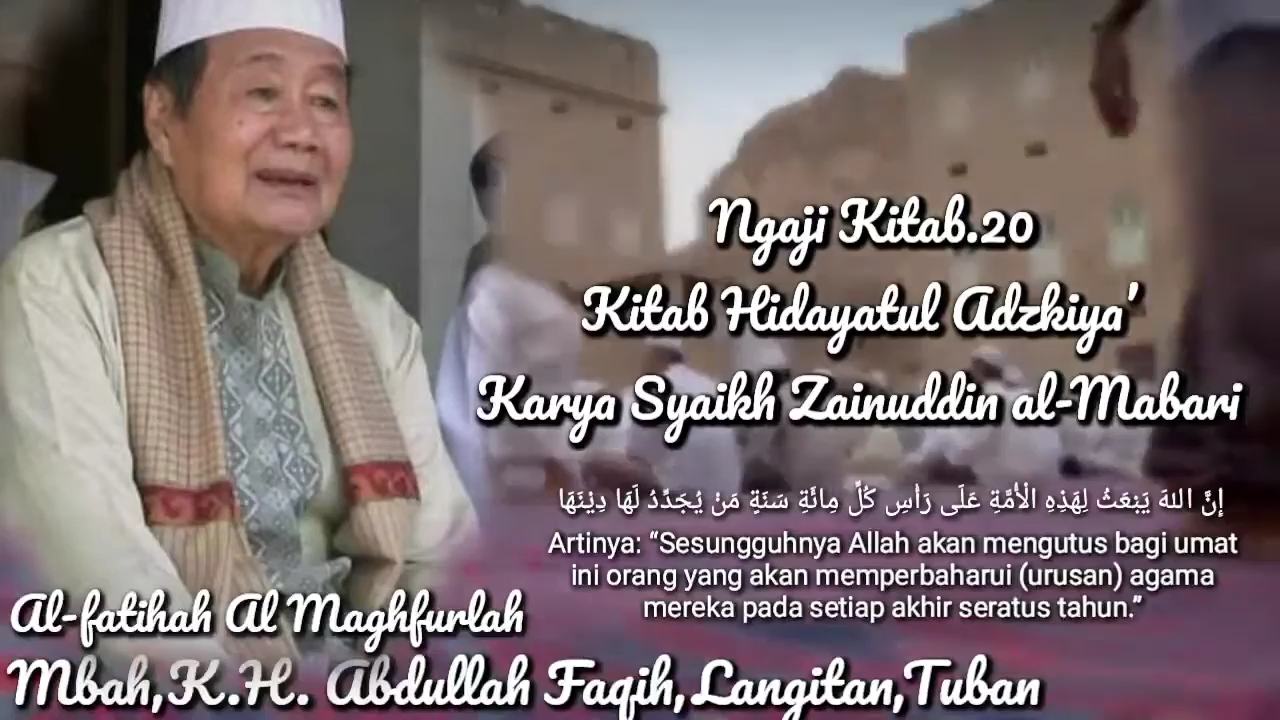 Ngaji Kitab.20
Kitab Hidayatul Adzkiya'
Karya Syaikh Zainuddin al-Mabari
إِنَّ اللهَ يَبْعَثُ لِهَذِهِ الْأُمَّةِ عَلَى رَأْسِ كُلِّ مِائَةِ سَنَةٍ مَنْ يُجَدِّدُ لَهَا دِيْنَهَا
Artinya: “Sesungguhnya Allah akan mengutus bagi umat
ini orang yang akan memperbaharui (urusan) agama
mereka pada setiap akhir seratus tahun.”
Al-fatihah Al Maghfurlah
Mbah,K.H. Abdullah Faqih,Langitan,Tuban